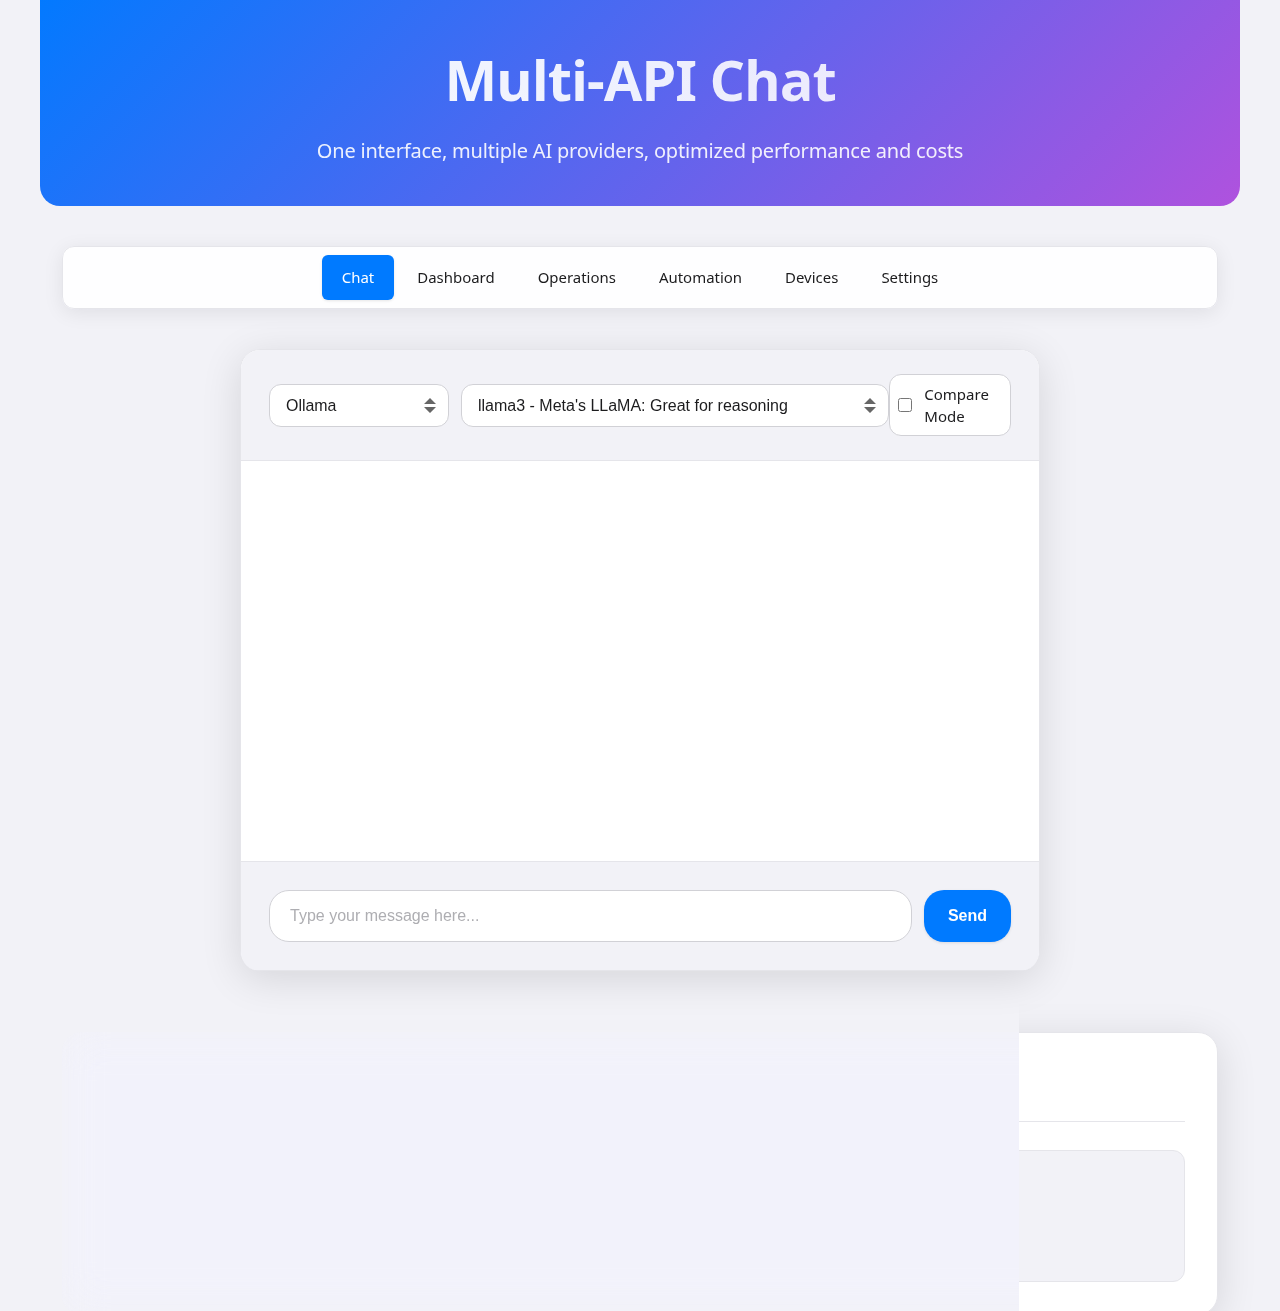 Multi-API Chat
One interface, multiple AI providers, optimized performance and costs
Chat Dashboard Operations Automation Devices Settings
Ollama llama3 - Meta's LLaMA: Great for reasoning Compare
Mode
Type your message here... Send